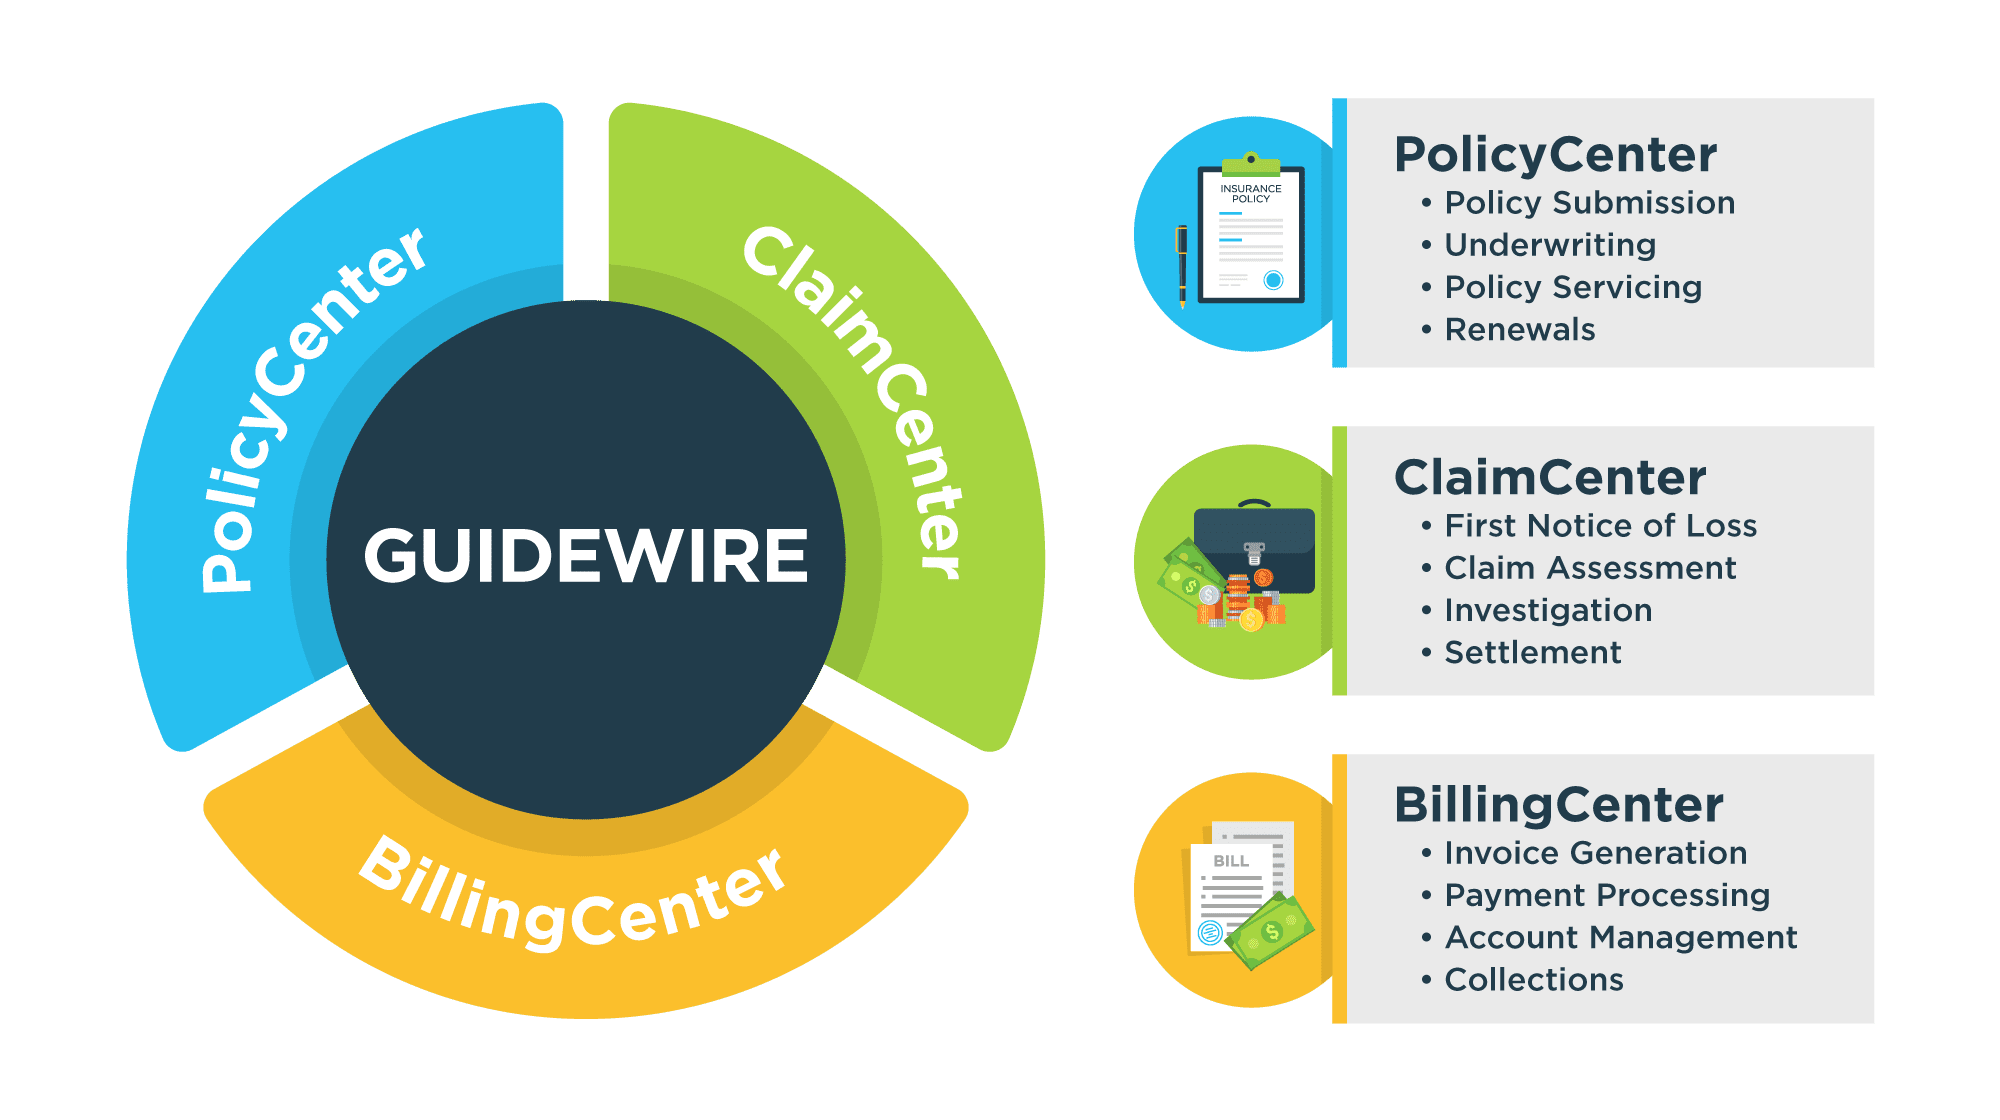 PolicyCenter
ClaimCenter
GUIDEWIRE
BillingCenter
INSURANCE
POLICY
PolicyCenter
• Policy Submission
• Underwriting
• Policy Servicing
• Renewals
ClaimCenter
• First Notice of Loss
• Claim Assessment
• Investigation
• Settlement
BILL
BillingCenter
• Invoice Generation
• Payment Processing
• Account Management
• Collections